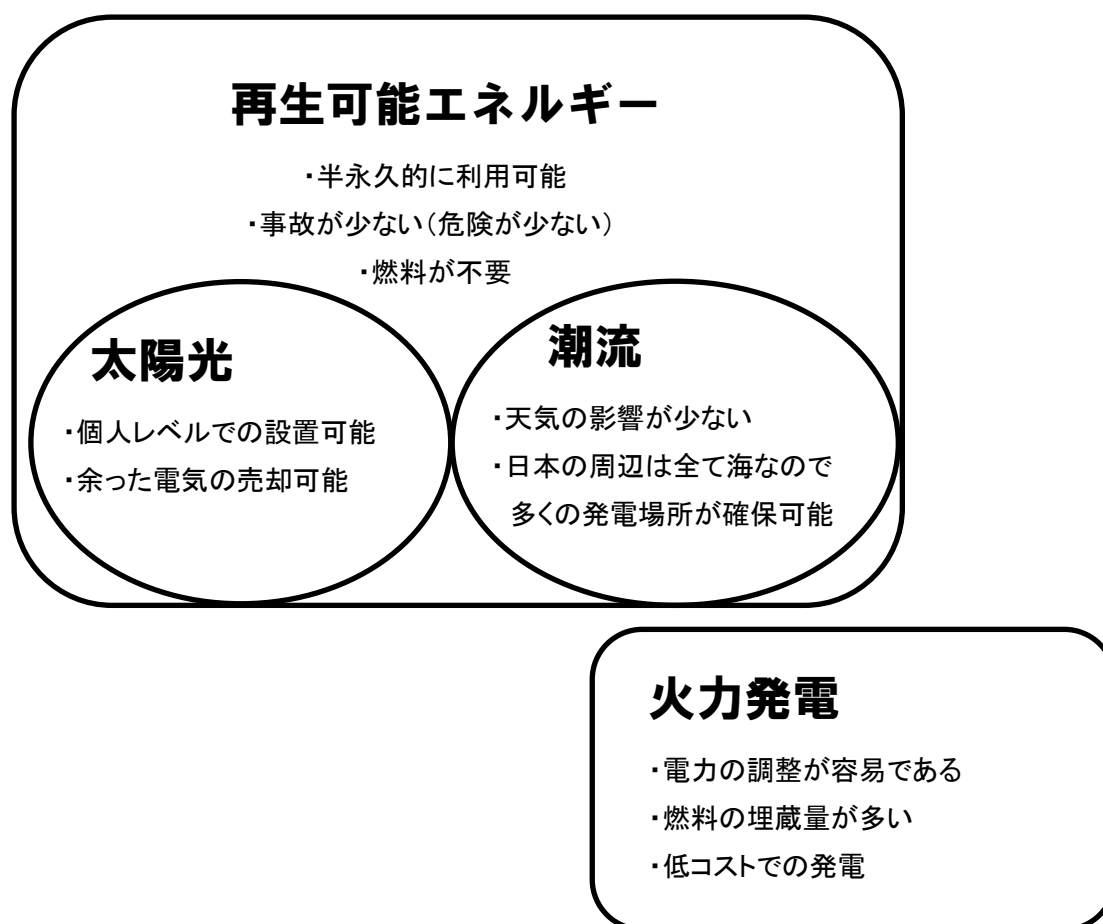 再生可能エネルギー
・半永久的に利用可能
・事故が少ない（危険が少ない）
・燃料が不要
太陽光
・個人レベルでの設置可能
・余った電気の売却可能
潮流
・天気の影響が少ない
・日本の周辺は全て海なので
多くの発電場所が確保可能
火力発電
・電力の調整が容易である
・燃料の埋蔵量が多い
・低コストでの発電